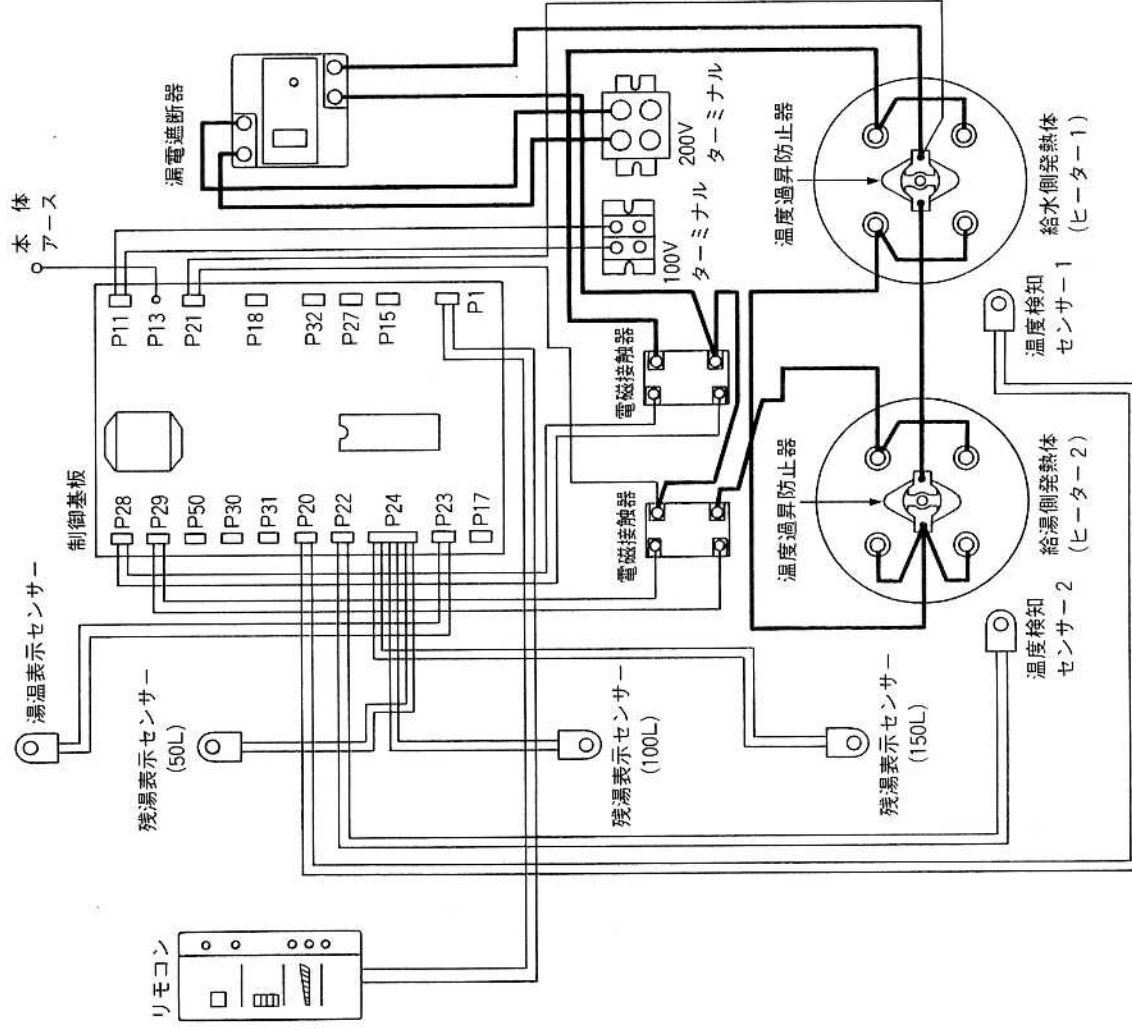 リモコン
湯温表示センサー
残湯表示センサー
(50L)
残湯表示センサー
(100L)
残湯表示センサー
(150L)
制御基板
P28
P29
P50
P30
P31
P20
P22
P24
P23
P17
P11
P13
P21
P18
P32
P27
P15
P1
本体
アース
漏電遮断器
100V
ターミナル
200V
ターミナル
電磁接触器
電磁接触器
温度過昇防止器
給湯側発熱体
(ヒーター2)
温度過昇防止器
給水側発熱体
(ヒーター1)
温度検知
センサー2
温度検知
センサー1